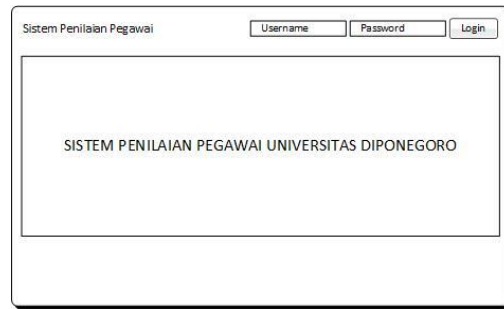 Sistem Penilaian Pegawai Username Password Login
SISTEM PENILAIAN PEGAWAI UNIVERSITAS DIPONEGORO